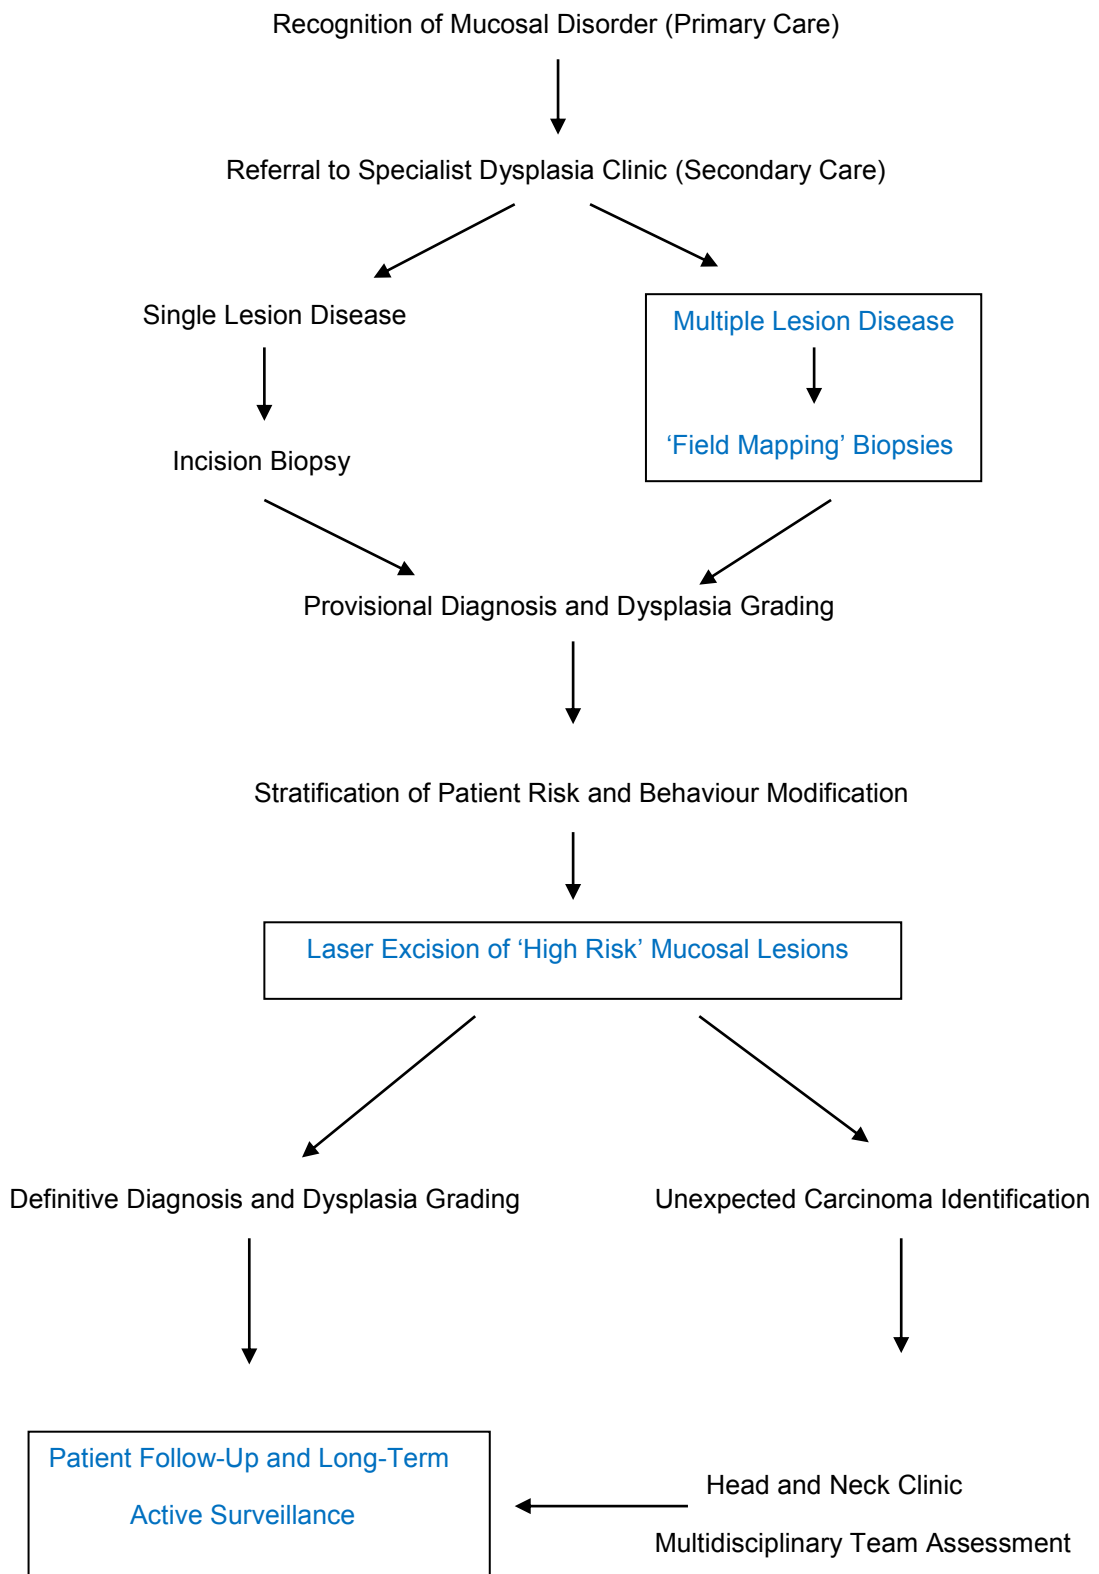 Recognition of Mucosal Disorder (Primary Care)
Referral to Specialist Dysplasia Clinic (Secondary Care)
Single Lesion Disease
Multiple Lesion Disease
Incision Biopsy
‘Field Mapping’ Biopsies
Provisional Diagnosis and Dysplasia Grading
Stratification of Patient Risk and Behaviour Modification
Laser Excision of ‘High Risk’ Mucosal Lesions
Definitive Diagnosis and Dysplasia Grading
Unexpected Carcinoma Identification
Patient Follow-Up and Long-Term
Active Surveillance
Head and Neck Clinic
Multidisciplinary Team Assessment